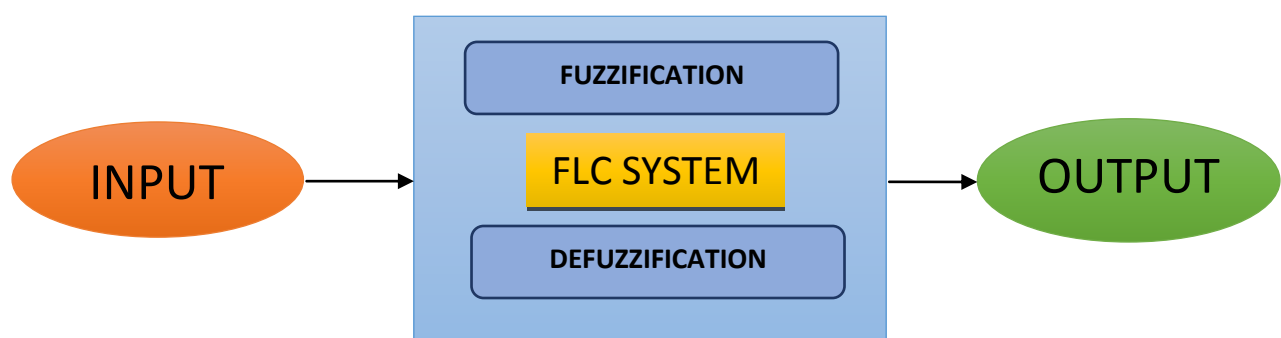 FUZZIFICATION
INPUT
FLC SYSTEM
OUTPUT
DEFUZZIFICATION